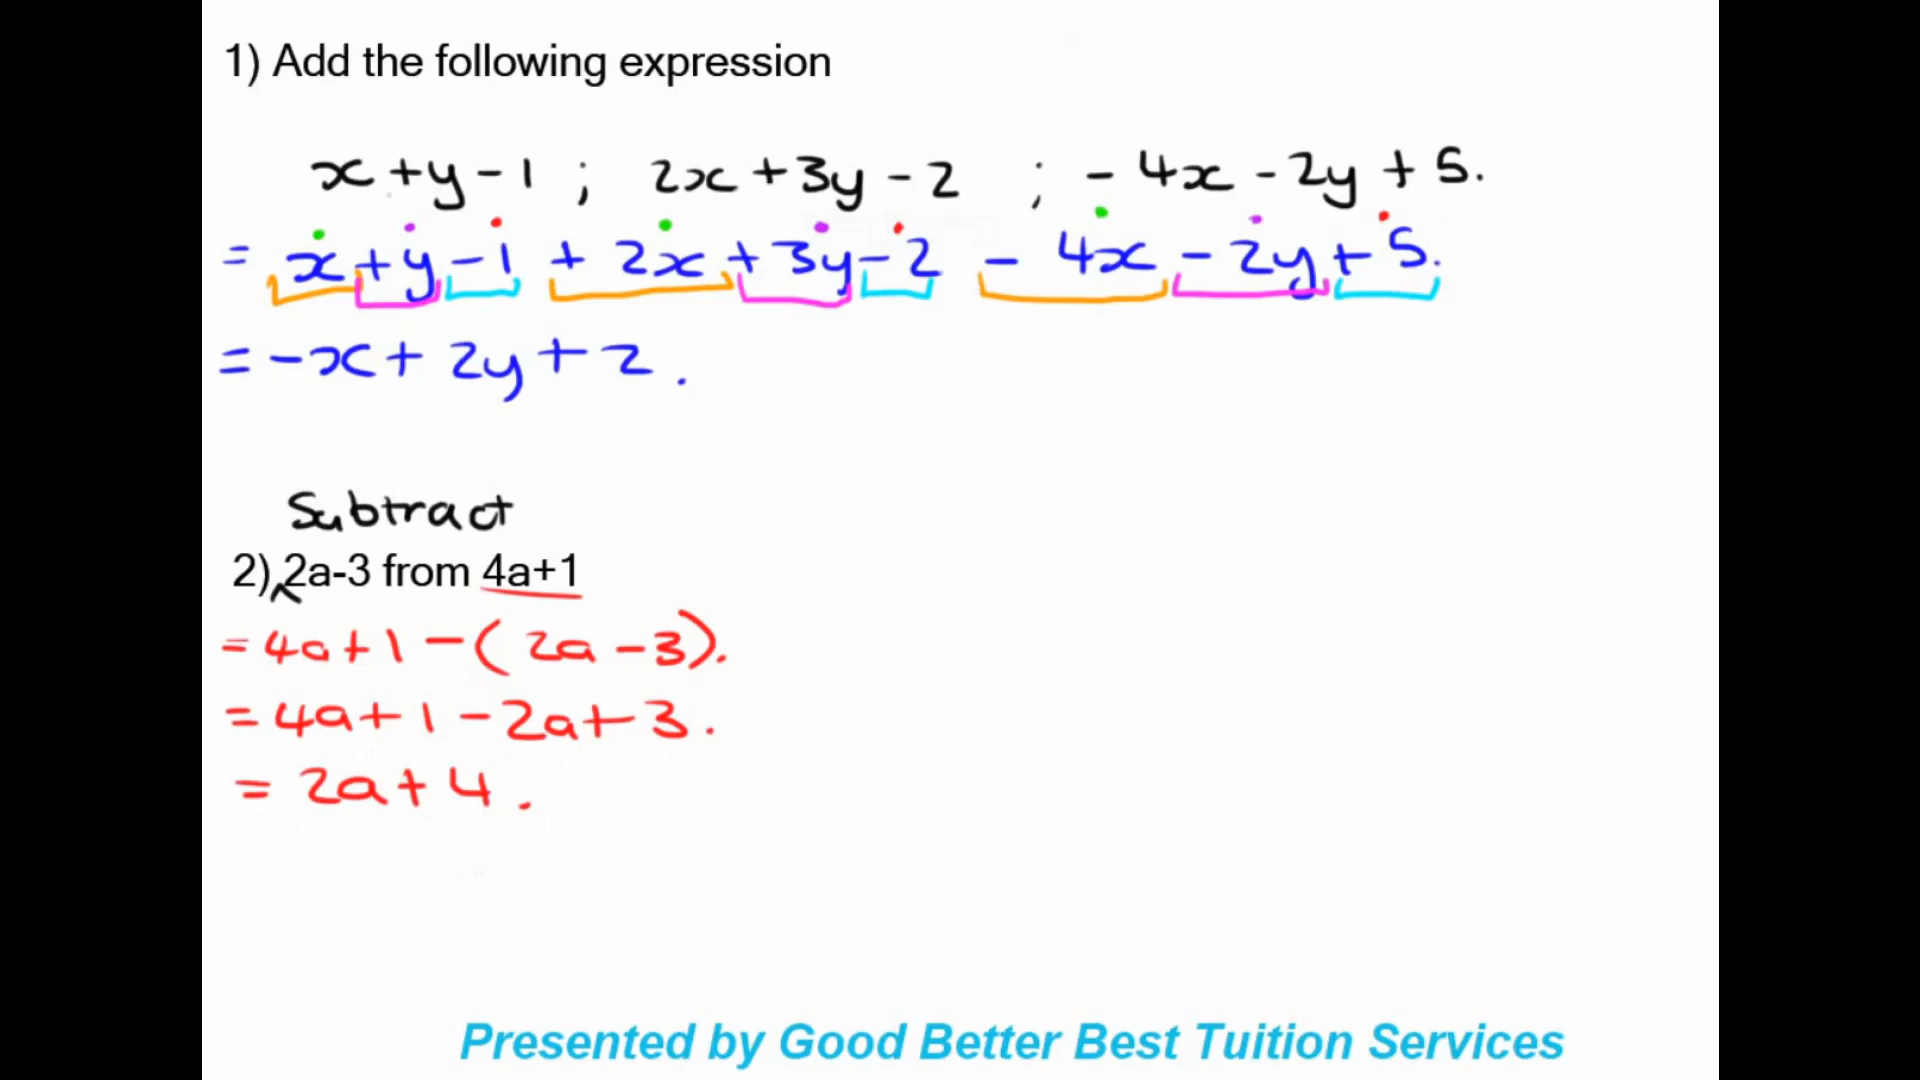 1) Add the following expression
x + y - 1 ; 2x + 3y - 2 ; - 4x - 2y + 5.
= x + y - 1 + 2x + 3y - 2 - 4x - 2y + 5.
= -x + 2y + 2.
Subtract
2) 2a-3 from 4a+1
= 4a + 1 - ( 2a - 3 ).
= 4a + 1 - 2a + 3.
= 2a + 4.
Presented by Good Better Best Tuition Services